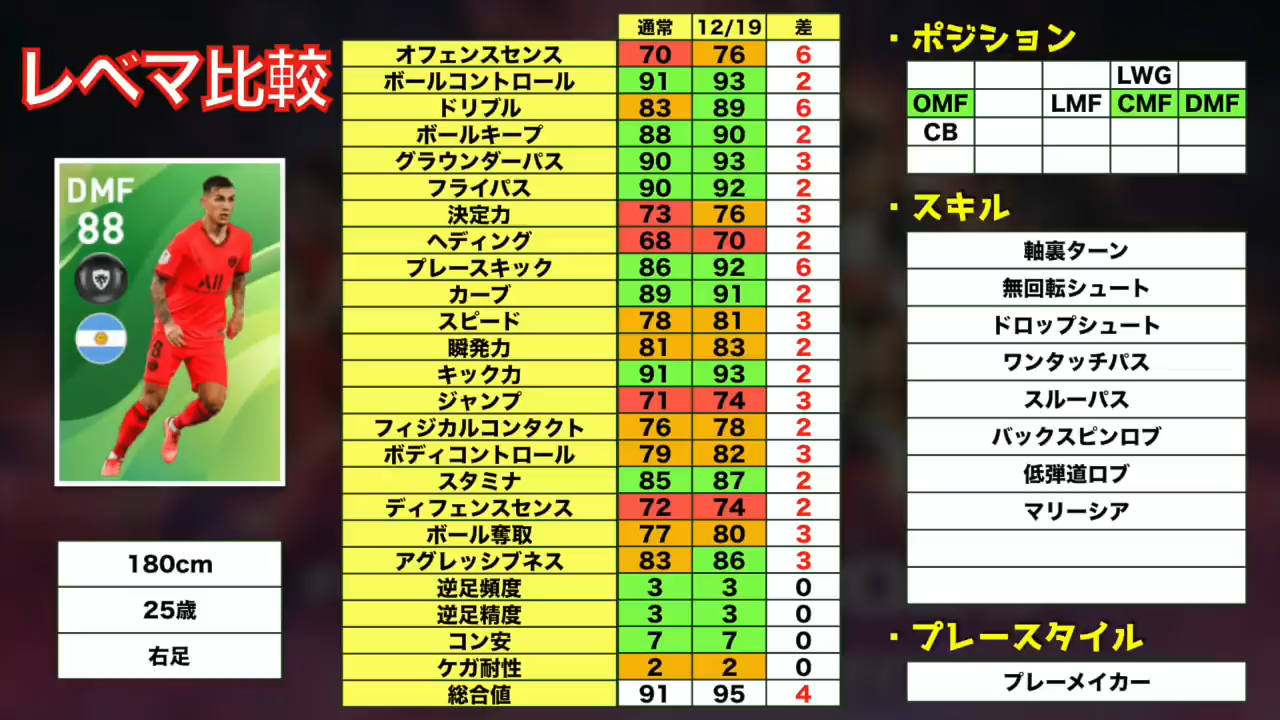 レベマ比較
DMF
88
ALL
180cm
25歳
右足
通常 12/19 差
オフェンスセンス 70 76 6
ボールコントロール 91 93 2
ドリブル 83 89 6
ボールキープ 88 90 2
グラウンダーパス 90 93 3
フライパス 90 92 2
決定力 73 76 3
ヘディング 68 70 2
プレースキック 86 92 6
カーブ 89 91 2
スピード 78 81 3
瞬発力 81 83 2
キック力 91 93 2
ジャンプ 71 74 3
フィジカルコンタクト 76 78 2
ボディコントロール 79 82 3
スタミナ 85 87 2
ディフェンスセンス 72 74 2
ボール奪取 77 80 3
アグレッシブネス 83 86 3
逆足頻度 3 3 0
逆足精度 3 3 0
コン安 7 7 0
ケガ耐性 2 2 0
総合値 91 95 4
・ポジション
LWG
OMF LMF CMF DMF
CB
・スキル
軸裏ターン
無回転シュート
ドロップシュート
ワンタッチパス
スルーパス
バックスピンロブ
低弾道ロブ
マリーシア
・プレースタイル
プレーメイカー